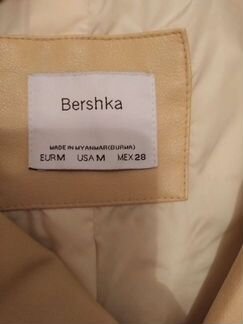 Bershka
MADE IN MYANMAR(BURMA)
EUR M USA M MEX 28